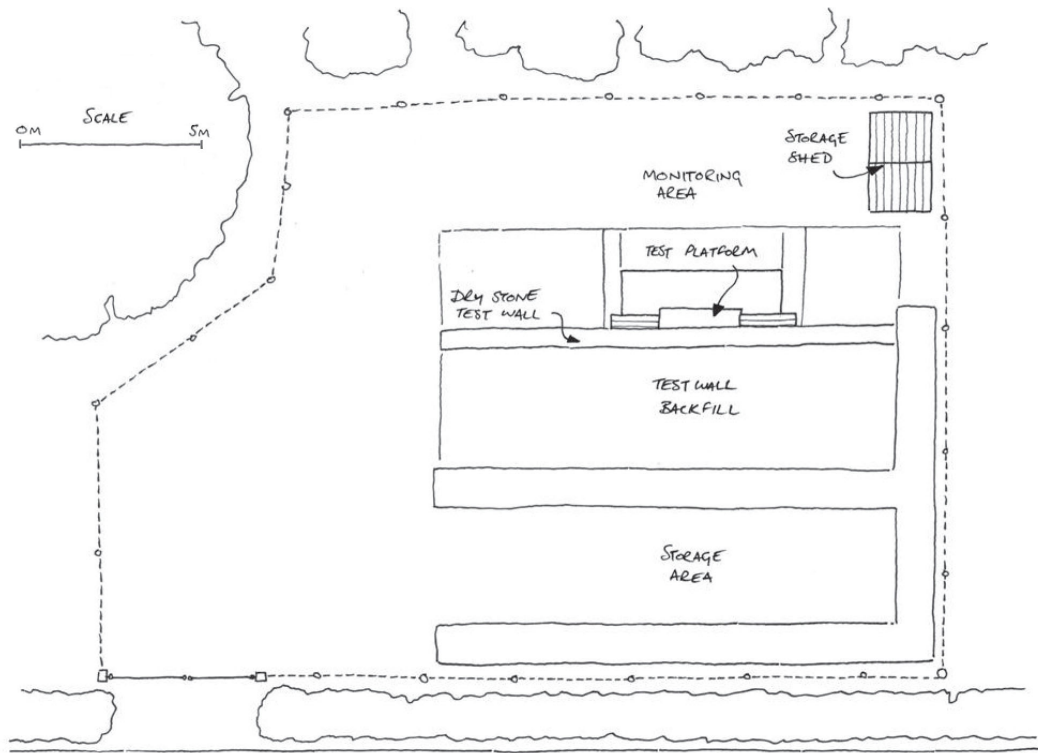 SCALE
0M 5M
STORAGE
SHED
MONITORING
AREA
TEST PLATFORM
DRY STONE
TEST WALL
TEST WALL
BACKFILL
STORAGE
AREA